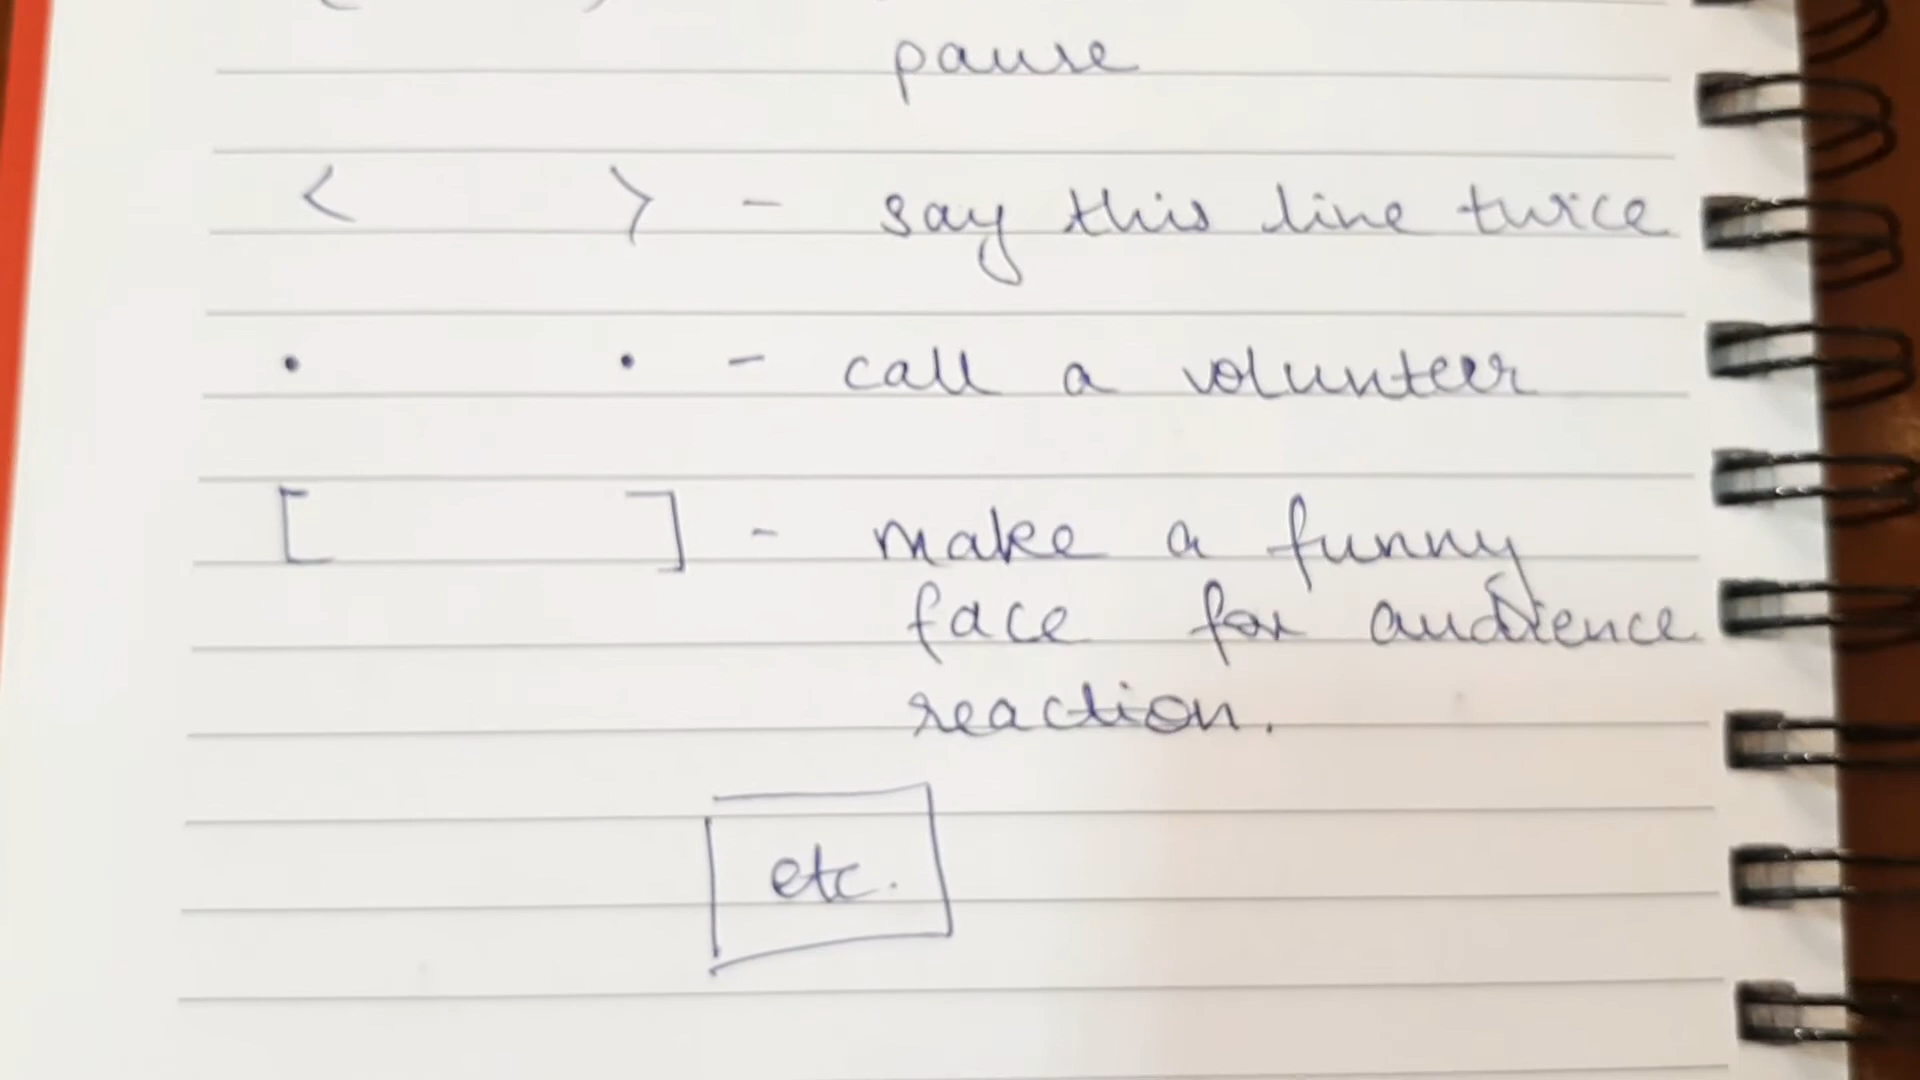 pause
< > - say this line twice
• • - call a volunteer
[ ] - make a funny
face for audience
reaction.
etc.